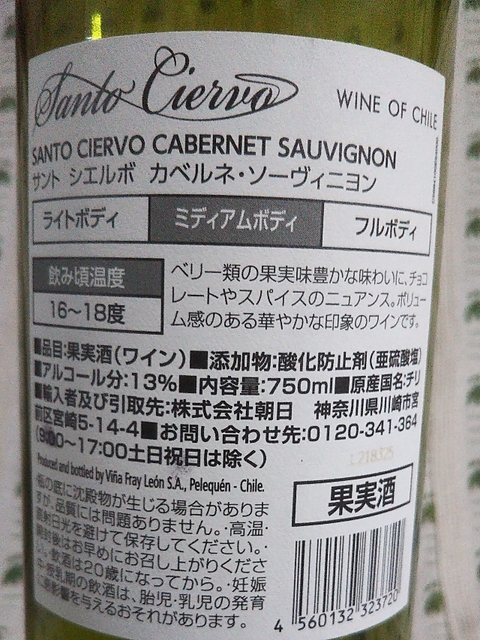 Santo Ciervo
WINE OF CHILE
SANTO CIERVO CABERNET SAUVIGNON
サント シエルボ カベルネ・ソーヴィニヨン
ライトボディ ミディアムボディ フルボディ
飲み頃温度
16～18度
ベリー類の果実味豊かな味わいに、チョコ
レートやスパイスのニュアンス。ボリュー
ム感のある華やかな印象のワインです。
■品目:果実酒(ワイン)■添加物:酸化防止剤(亜硫酸塩)
■アルコール分:13%■内容量:750ml■原産国名:チリ
■輸入者及び引取先:株式会社朝日 神奈川県川崎市宮
前区宮崎5-14-4■お問い合わせ先:0120-341-364
(9:00～17:00土日祝日は除く)
Produced and bottled by Viña Fray León S.A., Pelequén - Chile.
L218325
・瓶の底に沈殿物が生じる場合がありま
すが、品質には問題ありません。・高温・
直射日光を避けて保存してください。・
開封後はお早めにお召し上がりくださ
い。・飲酒は20歳になってから。・妊娠
中や授乳期の飲酒は、胎児・乳児の発育
に悪影響を与えるおそれがあります。
果実酒
4 560132 323720